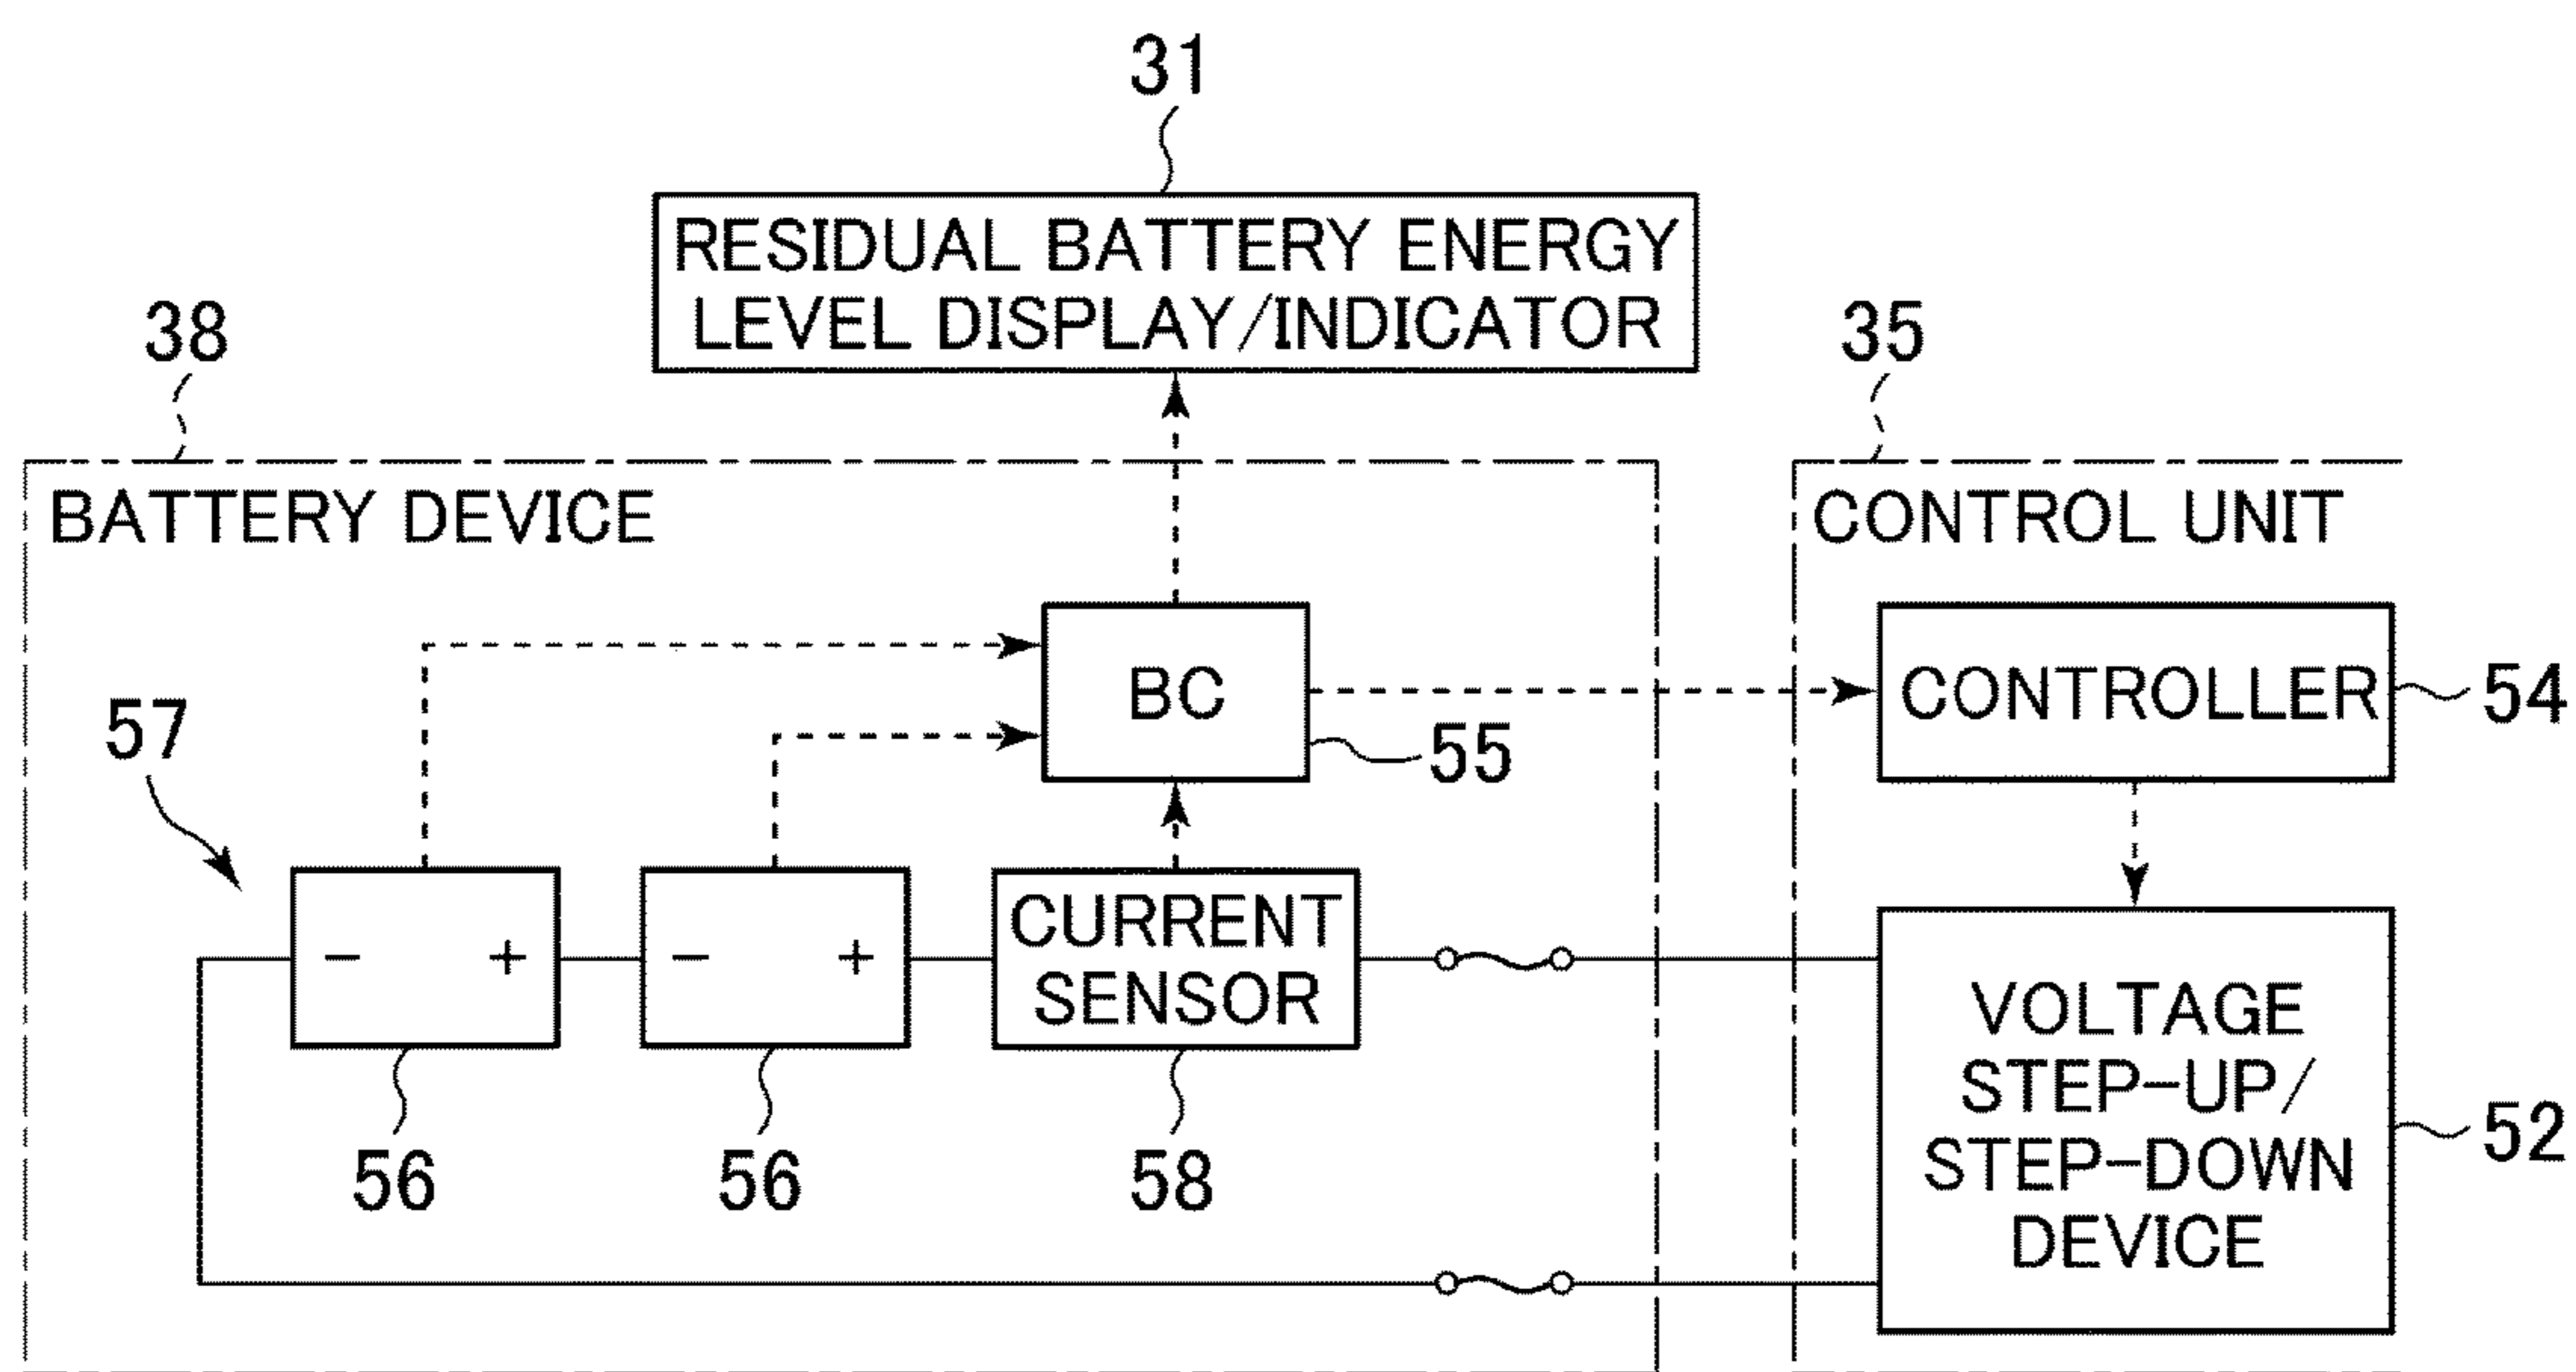 31
RESIDUAL BATTERY ENERGY
LEVEL DISPLAY/INDICATOR
38
35
BATTERY DEVICE
CONTROL UNIT
BC
CONTROLLER
54
57
55
- +
- +
CURRENT
SENSOR
VOLTAGE
STEP-UP/
STEP-DOWN
DEVICE
52
56
56
58